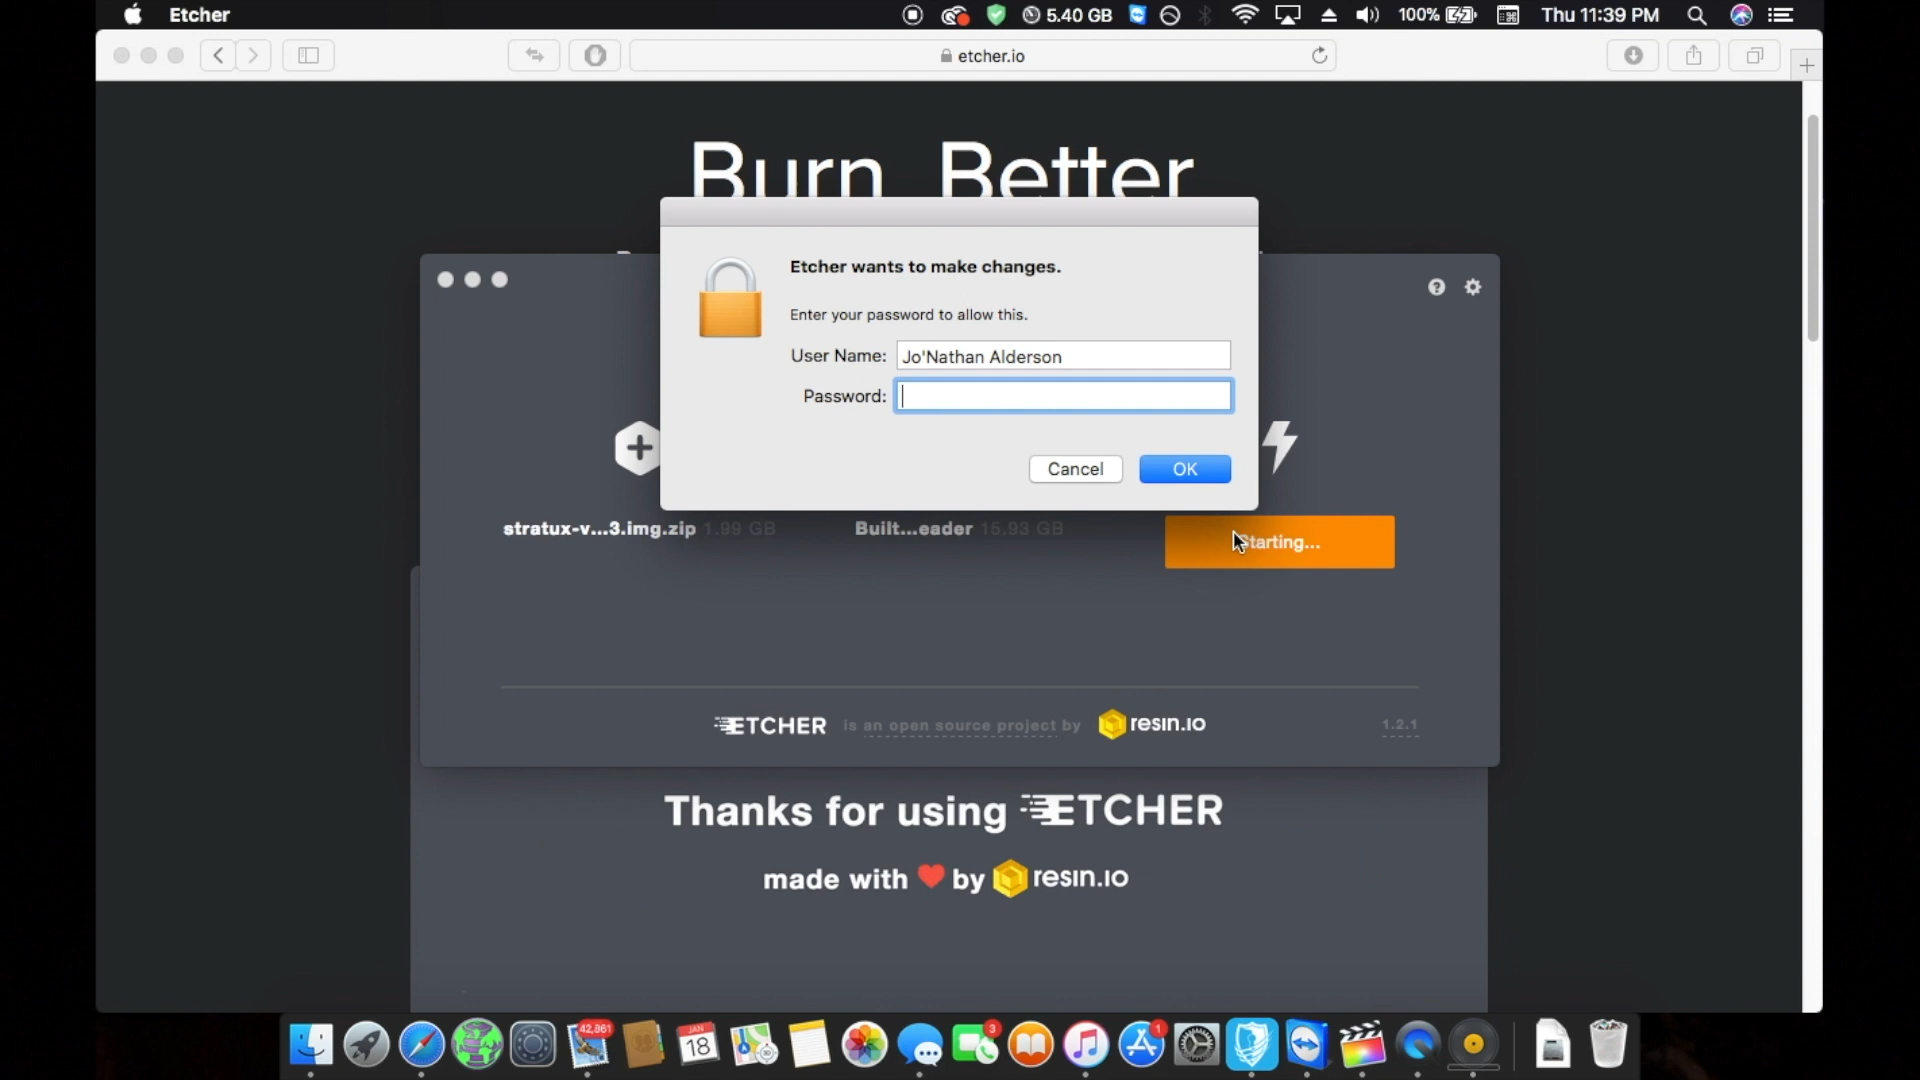 Etcher
5.40 GB
100%
Thu 11:39 PM
etcher.io
Burn Better
Etcher wants to make changes.
Enter your password to allow this.
User Name: Jo'Nathan Alderson
Password:
Cancel
OK
stratux-v...3.img.zip 1.99 GB
Built...eader 15.93 GB
Starting...
ETCHER is an open source project by resin.io
1.2.1
Thanks for using ETCHER
made with ❤ by resin.io
42,861
JAN
18
3
1